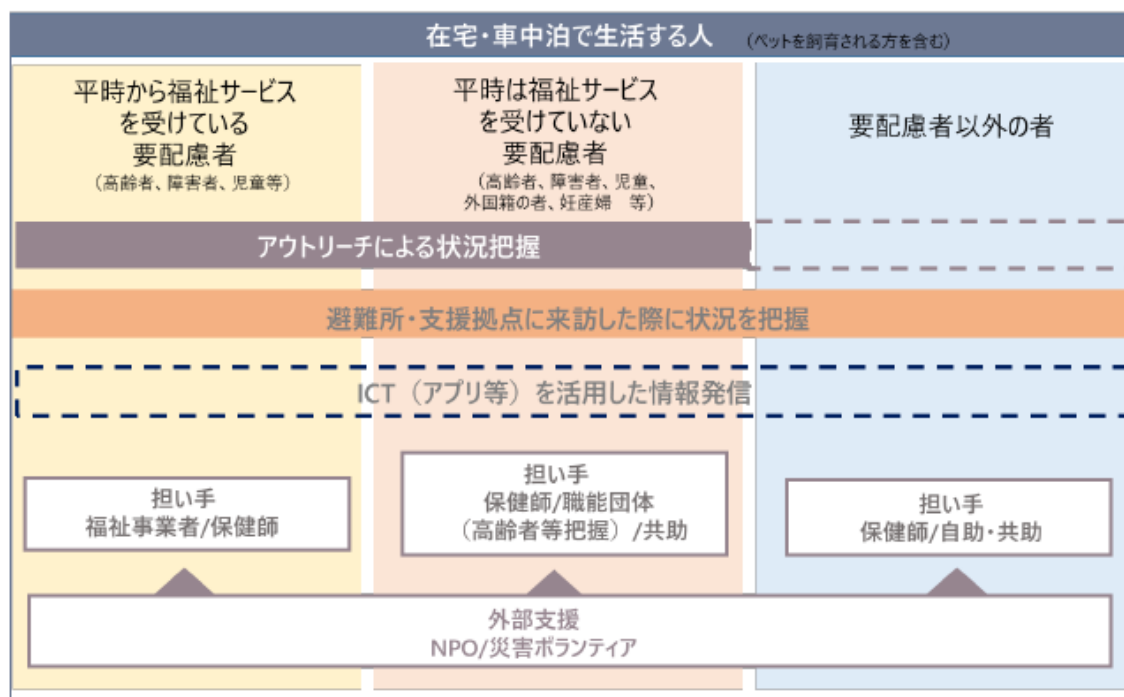 在宅・車中泊で生活する人 (ペットを飼育される方を含む)
平時から福祉サービス
を受けている
要配慮者
(高齢者、障害者、児童等)
平時は福祉サービス
を受けていない
要配慮者
(高齢者、障害者、児童、
外国籍の者、妊産婦 等)
要配慮者以外の者
アウトリーチによる状況把握
避難所・支援拠点に来訪した際に状況を把握
ICT（アプリ等）を活用した情報発信
担い手
福祉事業者/保健師
担い手
保健師/職能団体
（高齢者等把握）/共助
担い手
保健師/自助・共助
外部支援
NPO/災害ボランティア